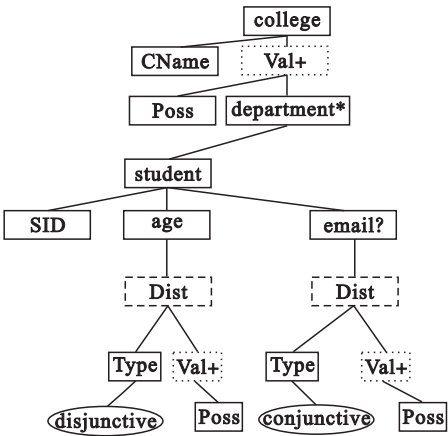 college
CName Val+
Poss department*
student
SID age email?
Dist Dist
Type Val+ Type Val+
disjunctive Poss conjunctive Poss